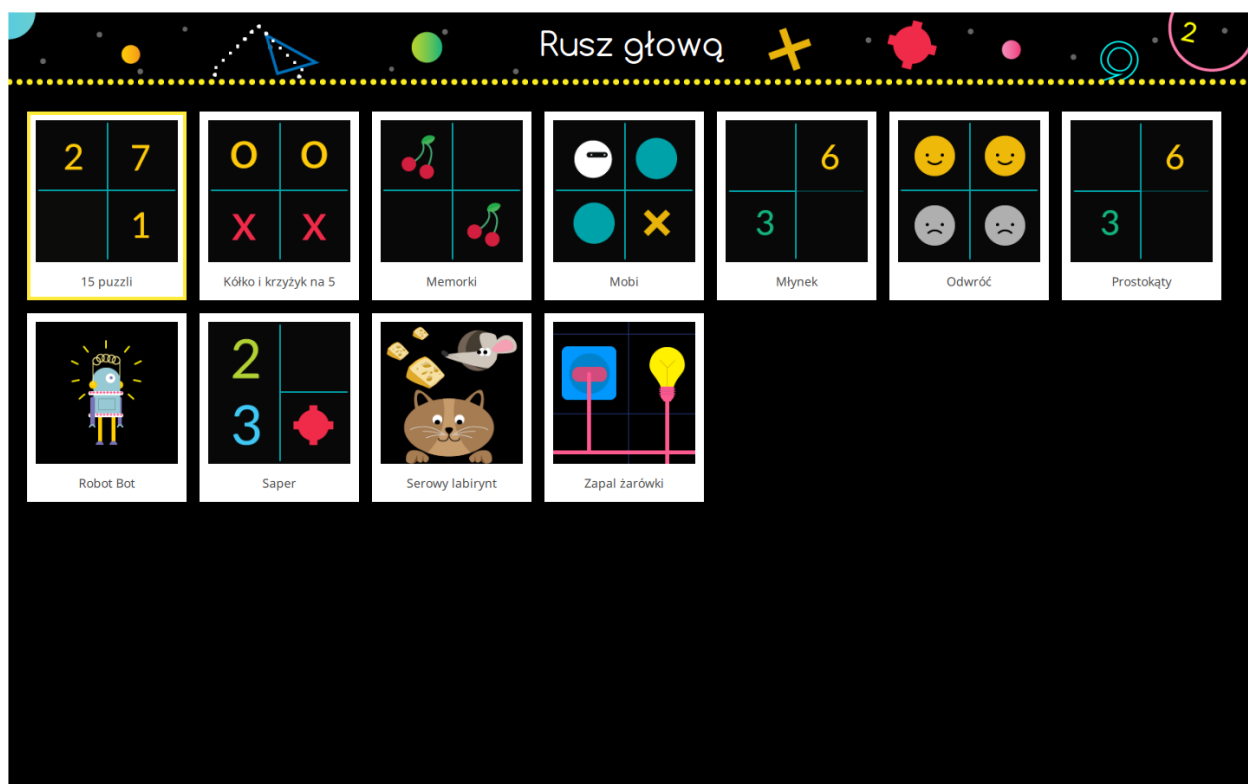 Rusz głową
2
2 7
1
O O
X X
6
3
6
3
15 puzzli
Kółko i krzyżyk na 5
Memorki
Mobi
Młynek
Odwróć
Prostokąty
2
3
Robot Bot
Saper
Serowy labirynt
Zapal żarówki